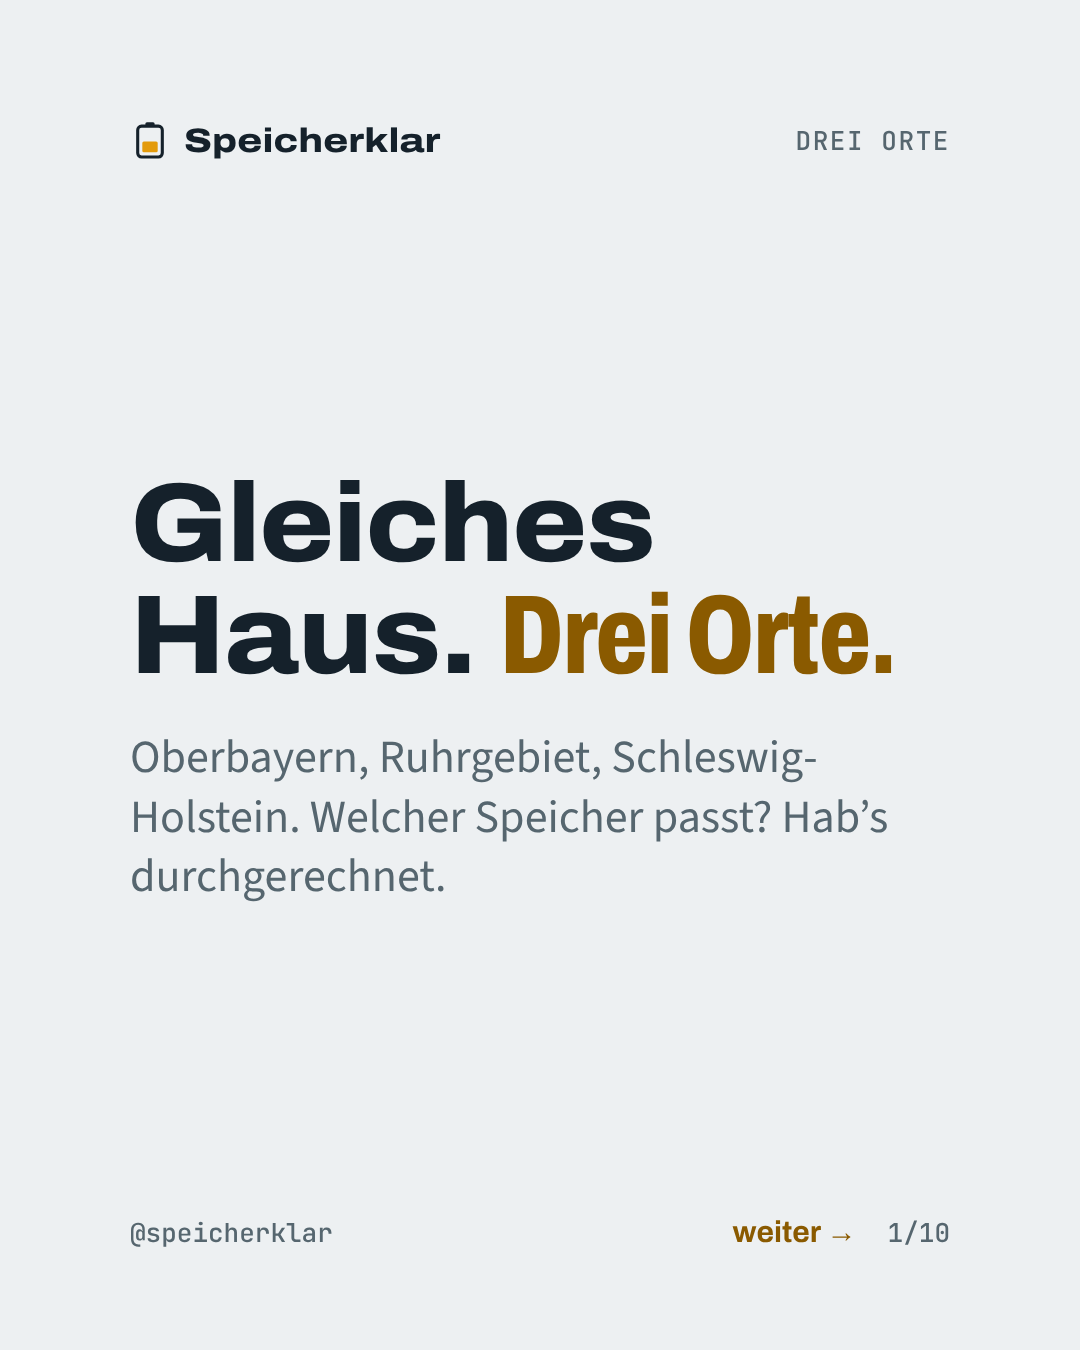 Speicherklar
DREI ORTE
Gleiches
Haus. Drei Orte.
Oberbayern, Ruhrgebiet, Schleswig-
Holstein. Welcher Speicher passt? Hab’s
durchgerechnet.
@speicherklar
weiter → 1/10